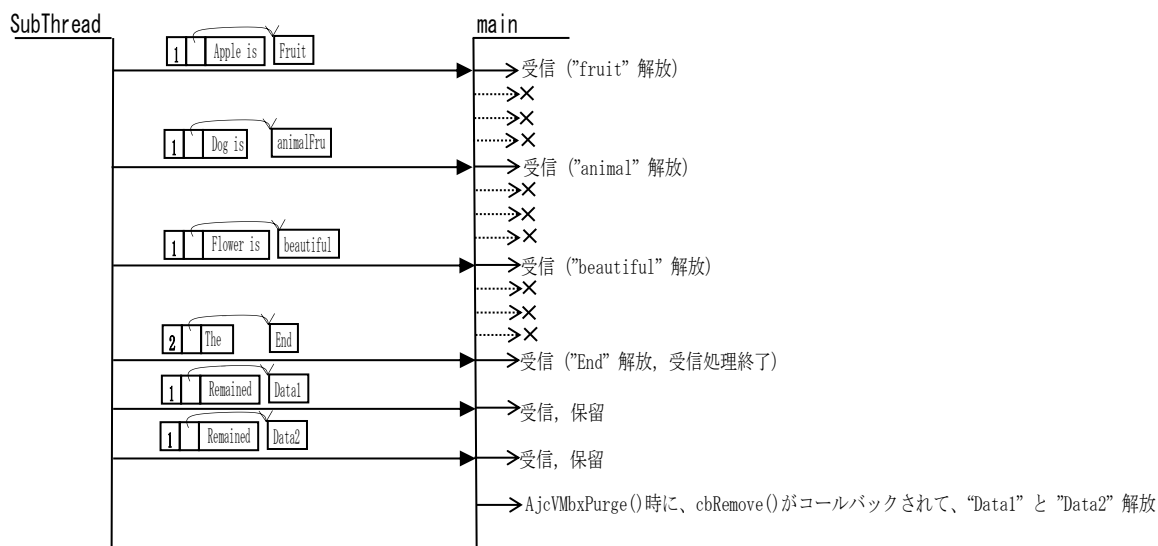 SubThread
main
1 Apple is Fruit
受信 (”fruit” 解放)
×
×
×
1 Dog is animalFru
受信 (”animal” 解放)
×
×
×
1 Flower is beautiful
受信 (”beautiful” 解放)
×
×
×
2 The End
受信 (”End” 解放, 受信処理終了)
1 Remained Data1
受信, 保留
1 Remained Data2
受信, 保留
AjcVMbxPurge()時に、cbRemove()がコールバックされて、“Data1” と ”Data2” 解放